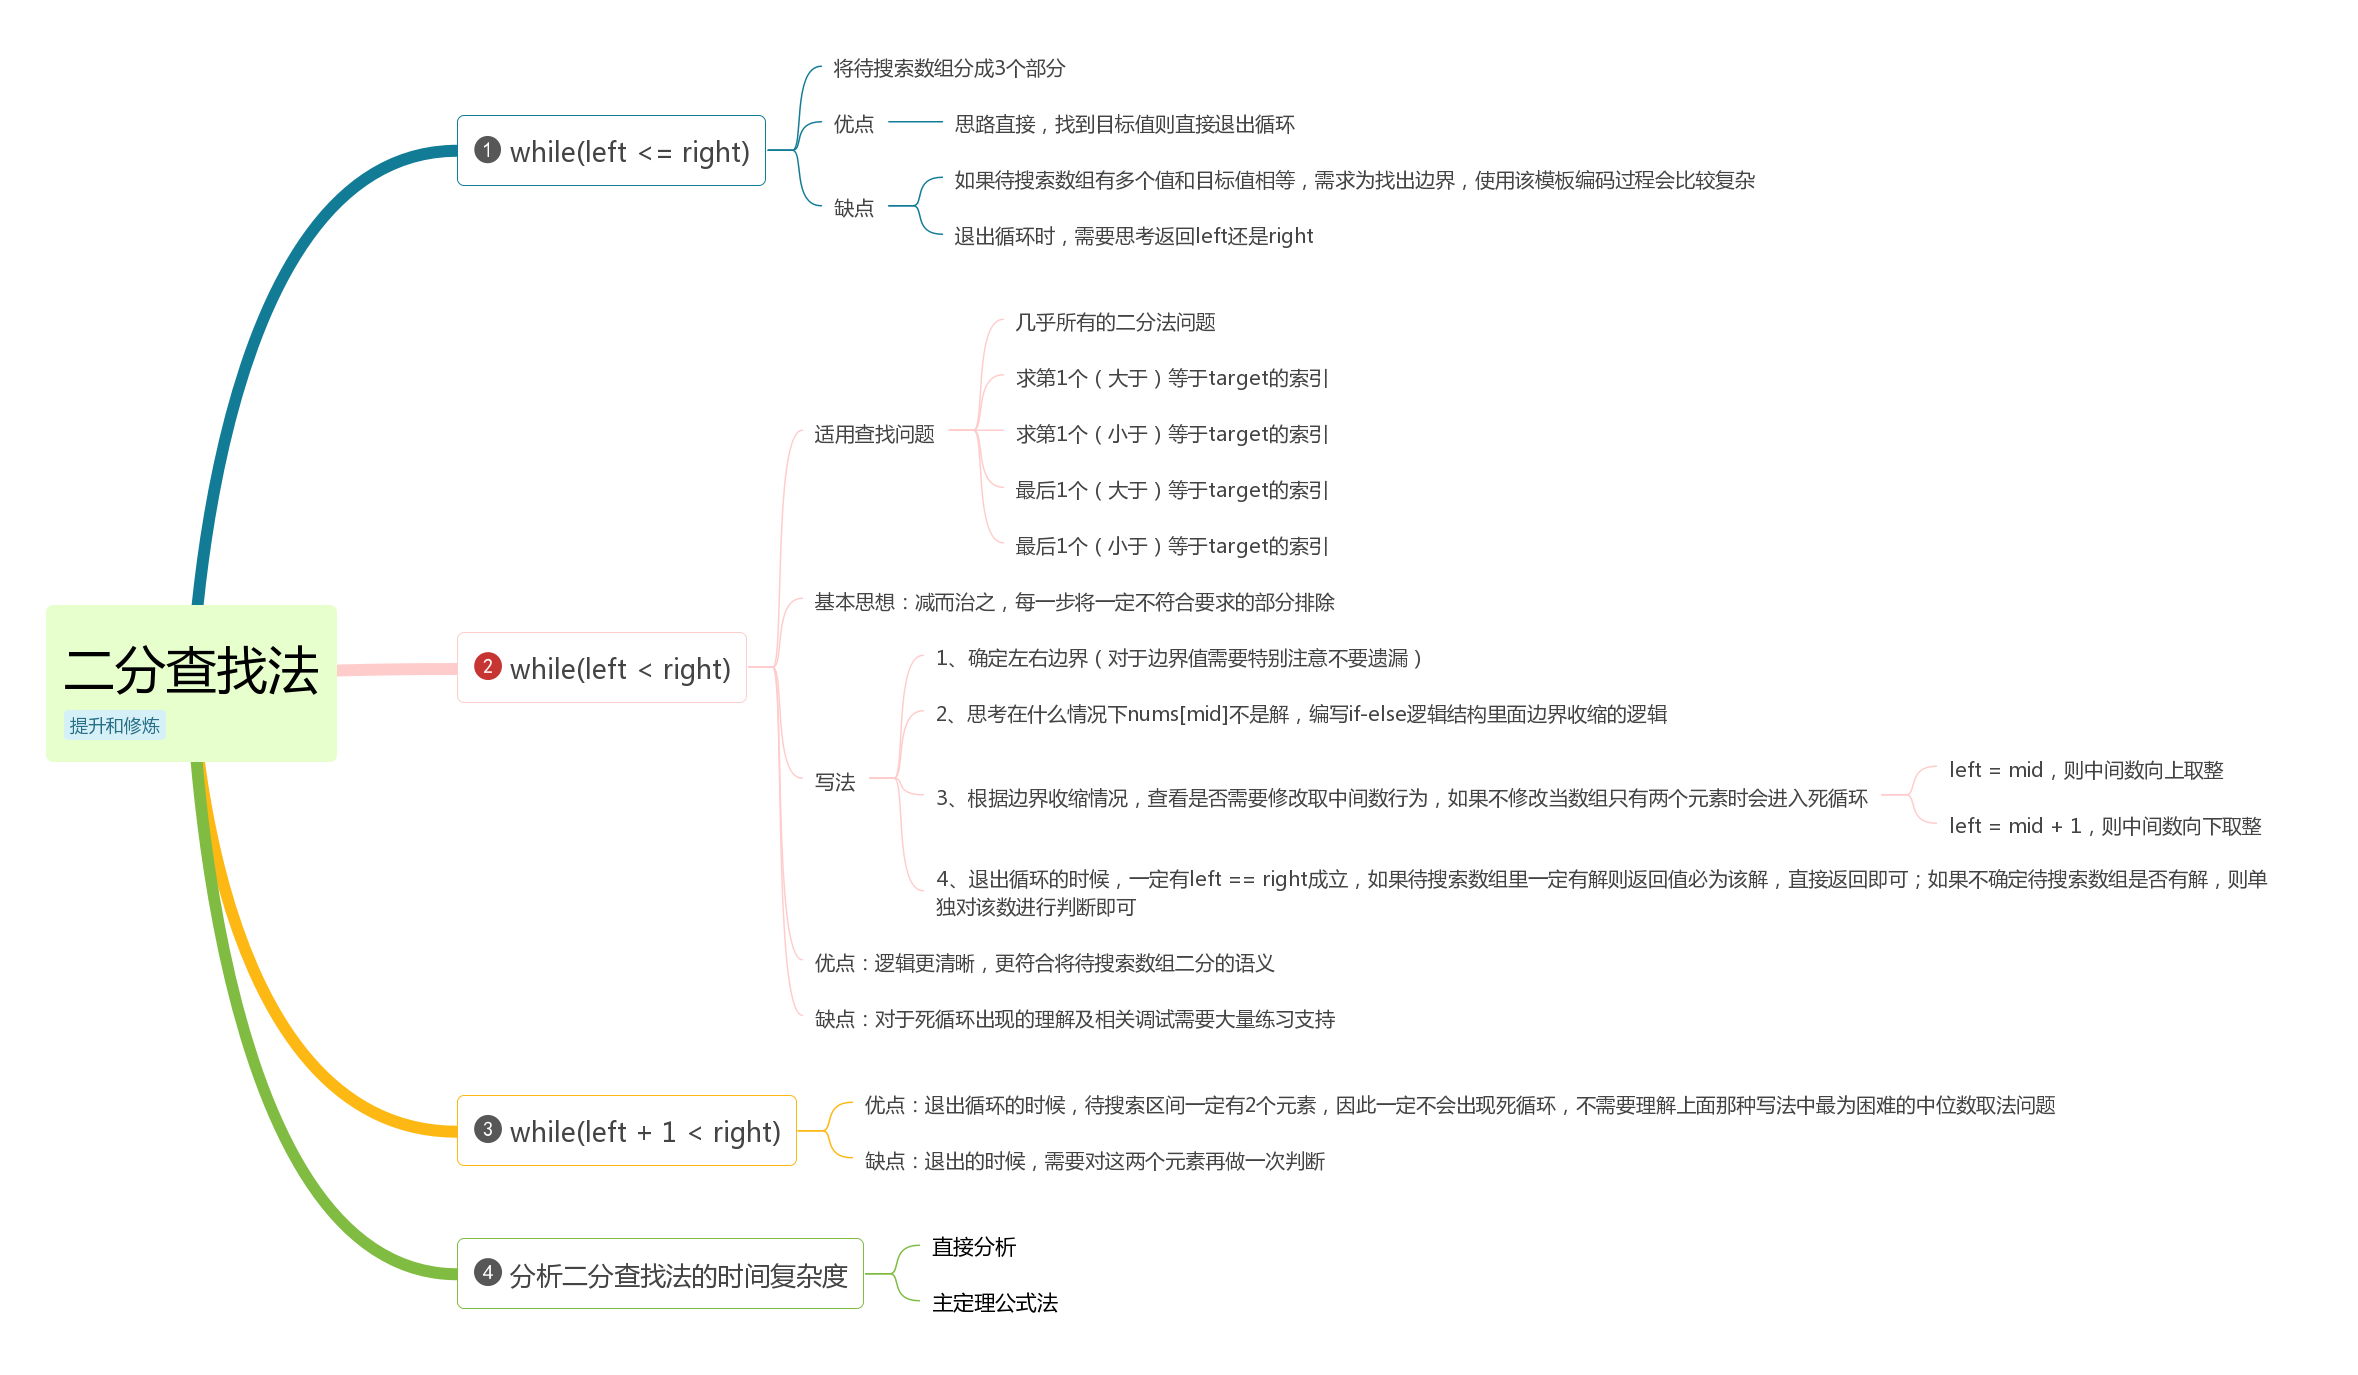 二分查找法
提升和修炼
1 while(left <= right)
将待搜索数组分成3个部分
优点
思路直接，找到目标值则直接退出循环
缺点
如果待搜索数组有多个值和目标值相等，需求为找出边界，使用该模板编码过程会比较复杂
退出循环时，需要思考返回left还是right
2 while(left < right)
适用查找问题
几乎所有的二分法问题
求第1个（大于）等于target的索引
求第1个（小于）等于target的索引
最后1个（大于）等于target的索引
最后1个（小于）等于target的索引
基本思想：减而治之，每一步将一定不符合要求的部分排除
写法
1、确定左右边界（对于边界值需要特别注意不要遗漏）
2、思考在什么情况下nums[mid]不是解，编写if-else逻辑结构里面边界收缩的逻辑
3、根据边界收缩情况，查看是否需要修改取中间数行为，如果不修改当数组只有两个元素时会进入死循环
left = mid，则中间数向上取整
left = mid + 1，则中间数向下取整
4、退出循环的时候，一定有left == right成立，如果待搜索数组里一定有解则返回值必为该解，直接返回即可；如果不确定待搜索数组是否有解，则单
独对该数进行判断即可
优点：逻辑更清晰，更符合将待搜索数组二分的语义
缺点：对于死循环出现的理解及相关调试需要大量练习支持
3 while(left + 1 < right)
优点：退出循环的时候，待搜索区间一定有2个元素，因此一定不会出现死循环，不需要理解上面那种写法中最为困难的中位数取法问题
缺点：退出的时候，需要对这两个元素再做一次判断
4 分析二分查找法的时间复杂度
直接分析
主定理公式法